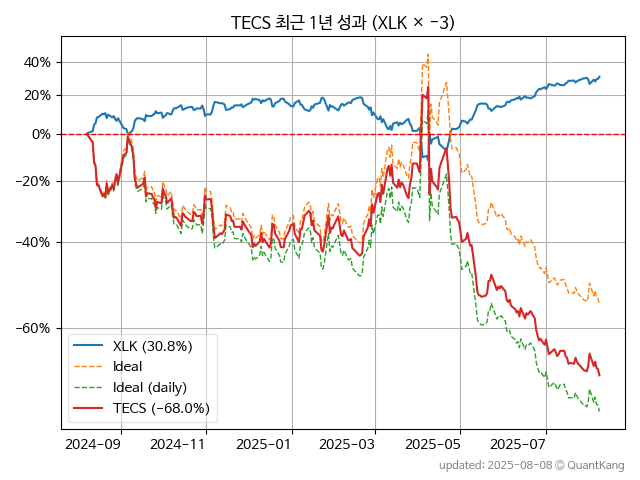 TECS 최근 1년 성과 (XLK × −3)
40%
20%
0%
−20%
−40%
−60%
XLK (30.8%)
Ideal
Ideal (daily)
TECS (−68.0%)
2024-09 2024-11 2025-01 2025-03 2025-05 2025-07
updated: 2025-08-08 © QuantKang